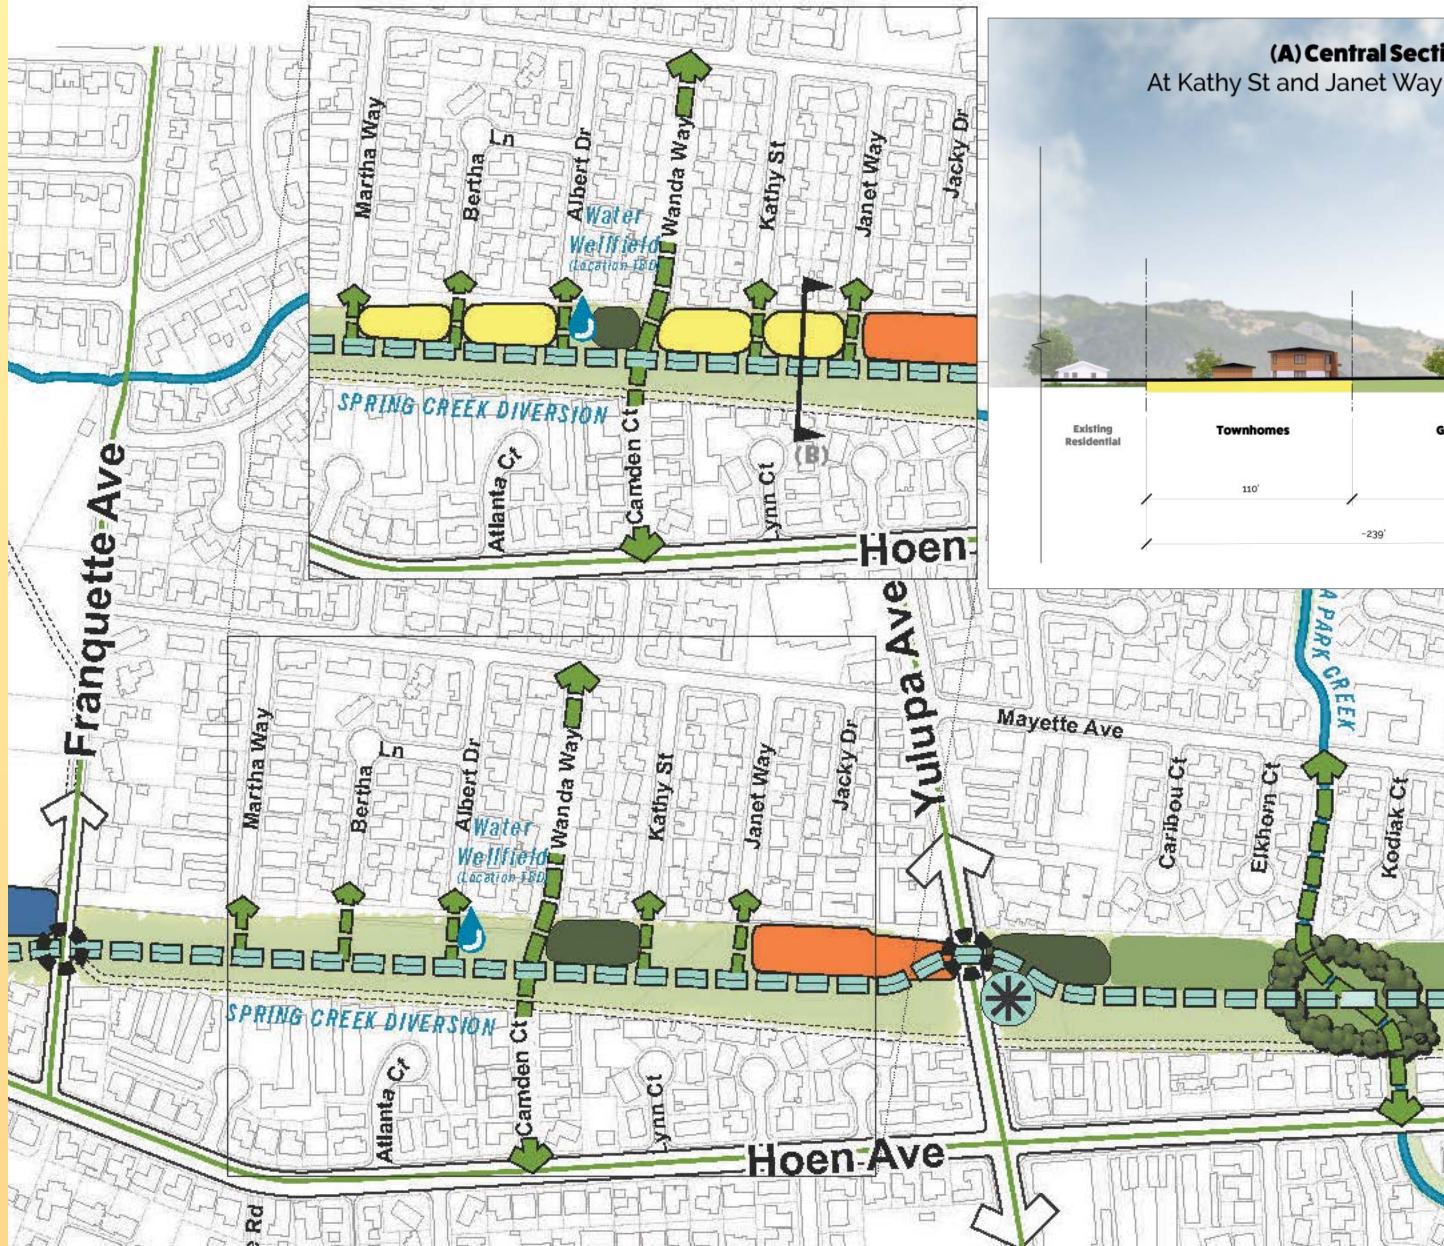 (A) Central Secti
At Kathy St and Janet Way
Existing
Residential
Townhomes
G
110'
~239'
Martha Way
Bertha
Ln
Albert Dr
Wanda Way
Kathy St
Janet Way
Jacky Dr
Water
Wellfield
(Location TBD)
SPRING CREEK DIVERSION
Atlanta Ct
Camden Ct
Lynn Ct
(B)
Hoen
Franquette Ave
Yulupa Ave
A PARK CREEK
Mayette Ave
Martha Way
Bertha
Ln
Albert Dr
Wanda Way
Kathy St
Janet Way
Jacky Dr
Caribou Ct
Elkhorn Ct
Kodiak Ct
Water
Wellfield
(Location TBD)
SPRING CREEK DIVERSION
Atlanta Ct
Camden Ct
Lynn Ct
Hoen Ave
e Rd